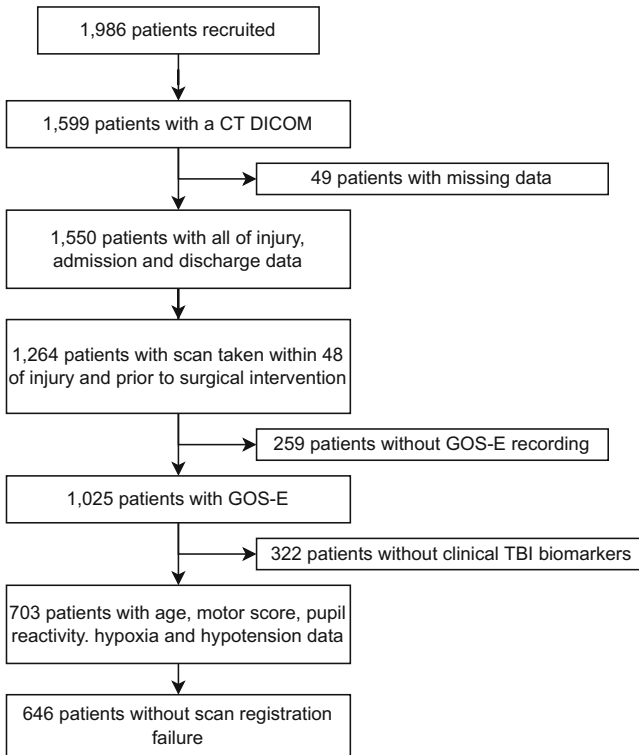 1,986 patients recruited
1,599 patients with a CT DICOM
49 patients with missing data
1,550 patients with all of injury,
admission and discharge data
1,264 patients with scan taken within 48
of injury and prior to surgical intervention
259 patients without GOS-E recording
1,025 patients with GOS-E
322 patients without clinical TBI biomarkers
703 patients with age, motor score, pupil
reactivity. hypoxia and hypotension data
646 patients without scan registration
failure